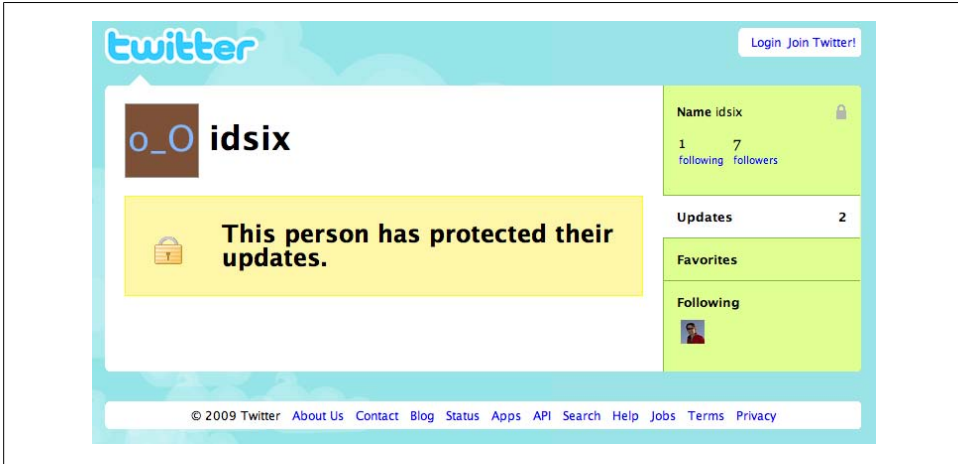 twitter
Login Join Twitter!
o_O idsix
This person has protected their
updates.
Name idsix
1 7
following followers
Updates 2
Favorites
Following
© 2009 Twitter About Us Contact Blog Status Apps API Search Help Jobs Terms Privacy